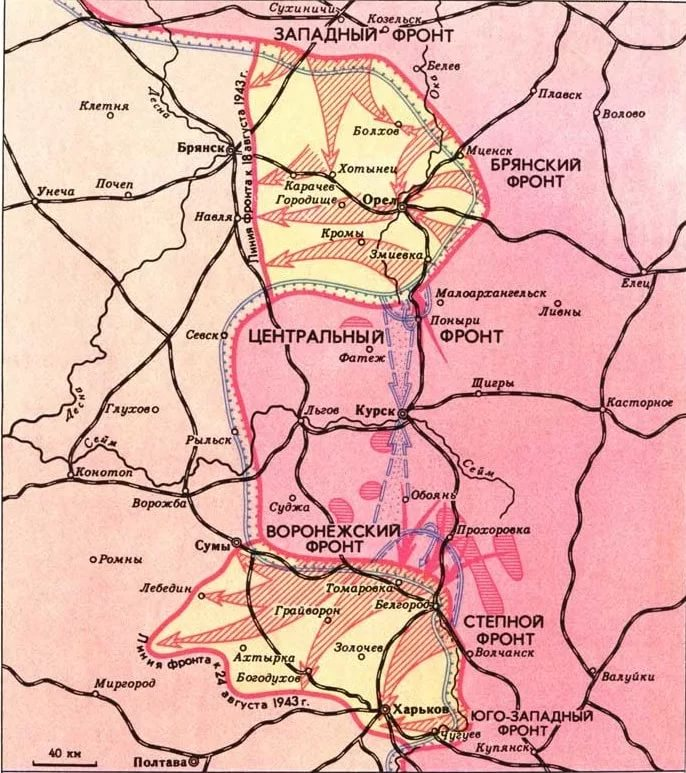 Сухиничи
Козельск
ЗАПАДНЫЙ ФРОНТ
Белев
Ока
Плавск
Клетня
Десна
Волово
Болхов
Линия фронта к 18 августа 1943 г.
Брянск
Мценск
БРЯНСКИЙ
ФРОНТ
Хотынец
Карачев
Унеча
Почеп
Городище
Орел
Навля
Кромы
Змиевка
Елец
Малоархангельск
Ливны
Поныри
Севск
ЦЕНТРАЛЬНЫЙ ФРОНТ
Фатеж
Щигры
Касторное
Десна
Глухов
Льгов
Курск
Рыльск
Сейм
Сейм
Конотоп
Ворожба
Суджа
Обоянь
ВОРОНЕЖСКИЙ
ФРОНТ
Прохоровка
Сумы
Ромны
Лебедин
Томаровка
Белгород
Грайворон
СТЕПНОЙ
ФРОНТ
Золочев
Волчанск
Ахтырка
Линия фронта к 24 августа 1943 г.
Богодухов
Валуйки
Миргород
Харьков
ЮГО-ЗАПАДНЫЙ
ФРОНТ
Чугуев
Купянск
40 км
Полтава